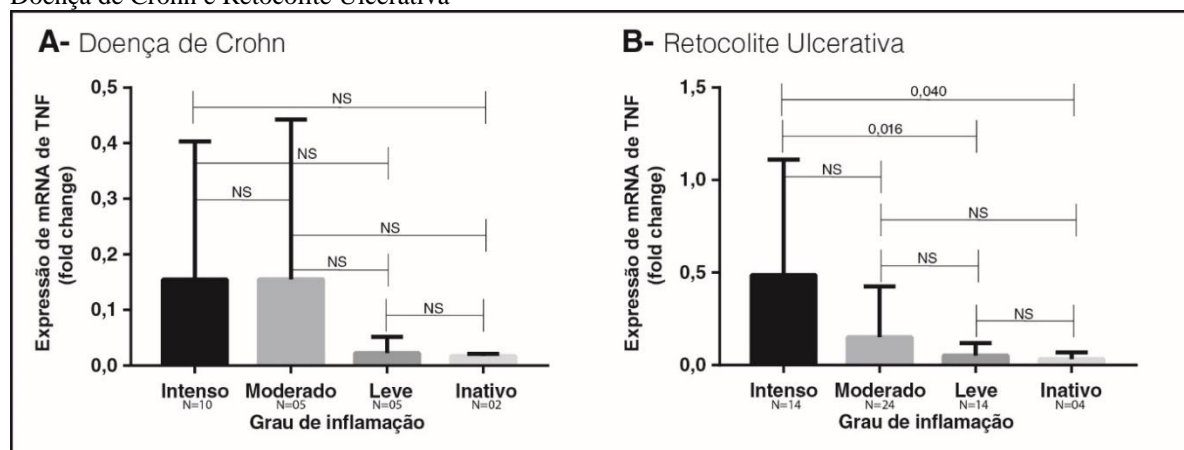 Doença de Crohn e Retocolite Ulcerativa
A- Doença de Crohn
Expressão de mRNA de TNF
(fold change)
0,5
0,4
0,3
0,2
0,1
0,0
NS
NS
NS
NS
NS
NS
Intenso Moderado Leve Inativo
N=10 N=05 N=05 N=02
Grau de inflamação
B- Retocolite Ulcerativa
Expressão de mRNA de TNF
(fold change)
1,5
1,0
0,5
0,0
0,040
0,016
NS
NS
NS
NS
Intenso Moderado Leve Inativo
N=14 N=24 N=14 N=04
Grau de inflamação